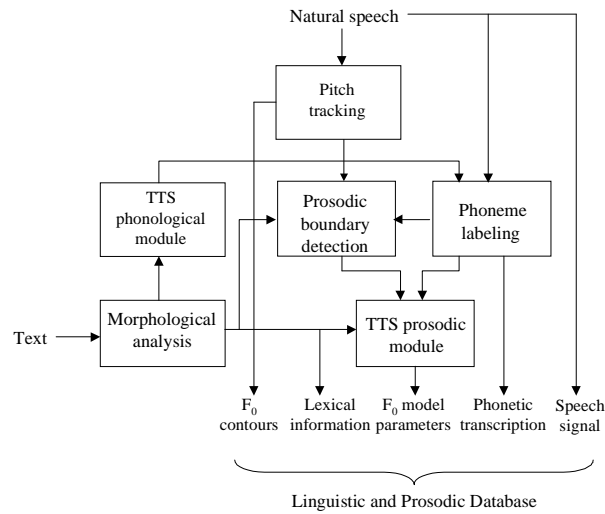 Natural speech
Pitch
tracking
TTS
phonological
module
Prosodic
boundary
detection
Phoneme
labeling
Text
Morphological
analysis
TTS prosodic
module
F0
contours
Lexical
information
F0 model
parameters
Phonetic
transcription
Speech
signal
Linguistic and Prosodic Database